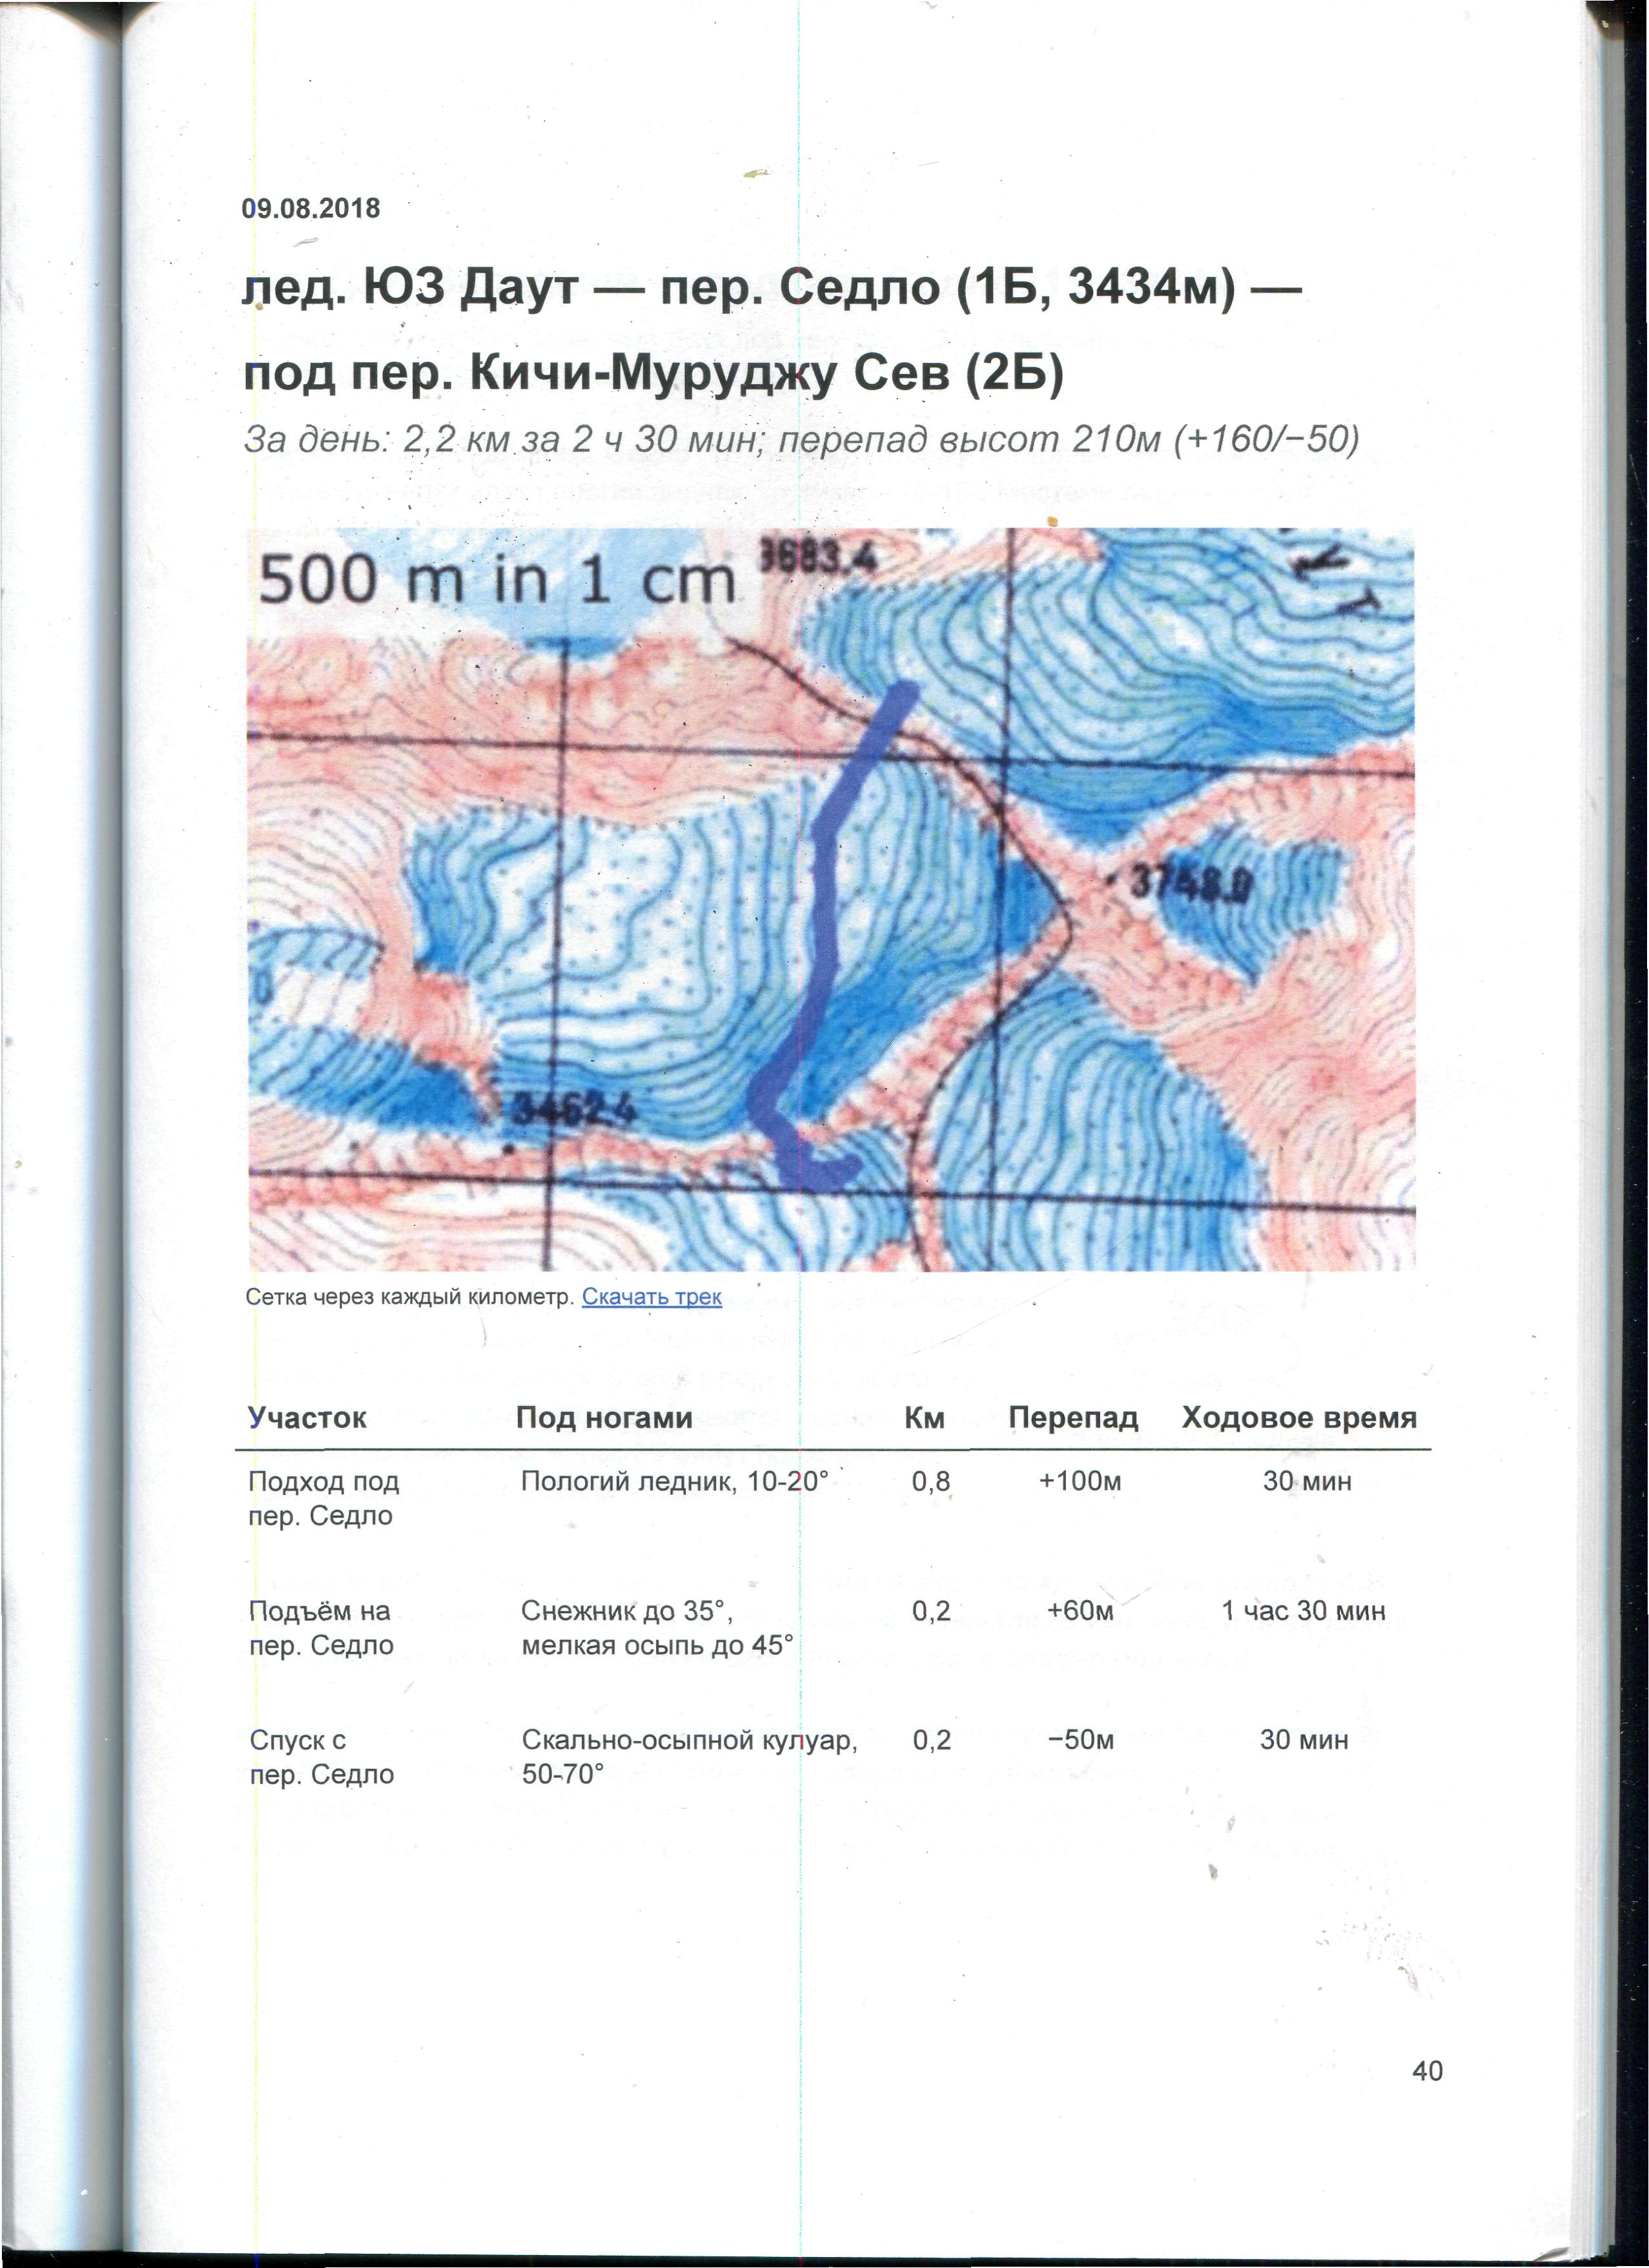 09.08.2018
лед. ЮЗ Даут — пер. Седло (1Б, 3434м) —
под пер. Кичи-Муруджу Сев (2Б)
За день: 2,2 км за 2 ч 30 мин; перепад высот 210м (+160/−50)
500 m in 1 cm
3683.4
У Т
3748.0
3462.4
Сетка через каждый километр. Скачать трек
Участок Под ногами Км Перепад Ходовое время
Подход под Пологий ледник, 10-20° 0,8 +100м 30 мин
пер. Седло
Подъём на Снежник до 35°, 0,2 +60м 1 час 30 мин
пер. Седло мелкая осыпь до 45°
Спуск с Скально-осыпной кулуар, 0,2 −50м 30 мин
пер. Седло 50-70°
40